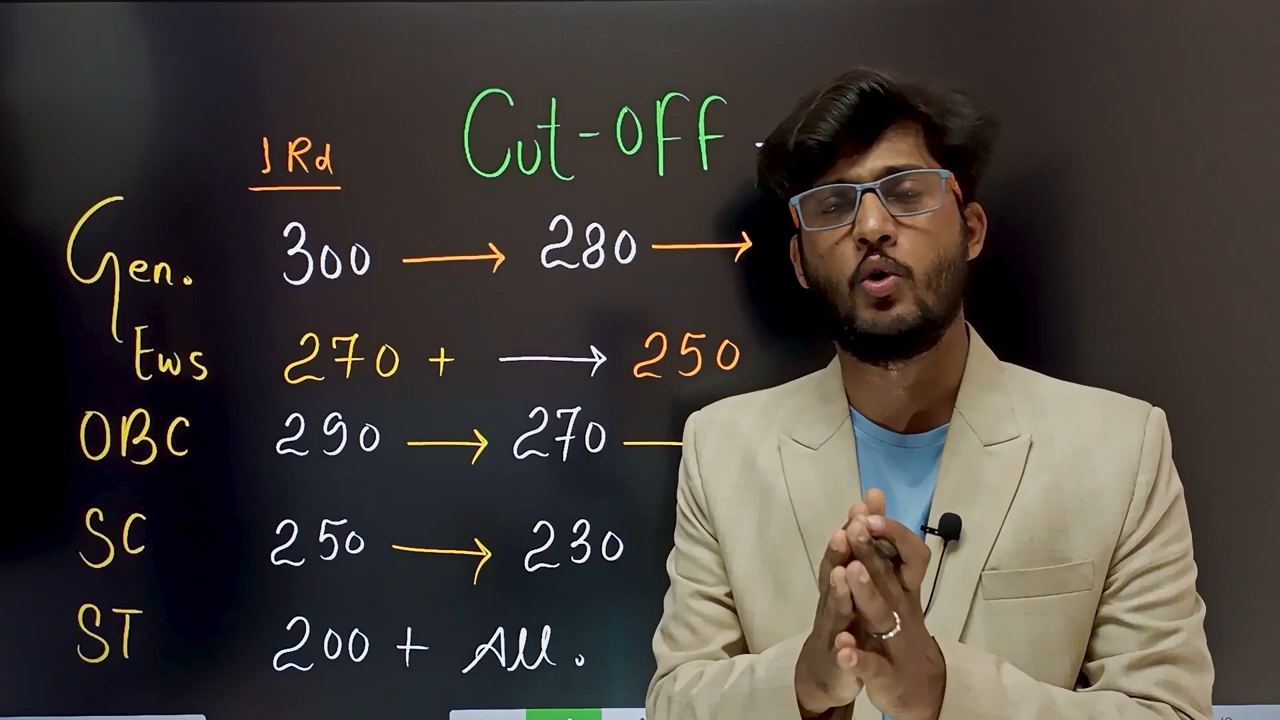 Cut-OFF
1 Rd
Gen. 300 → 280 →
Ews 270 + → 250
OBC 290 → 270 —
SC 250 → 230
ST 200 + All.